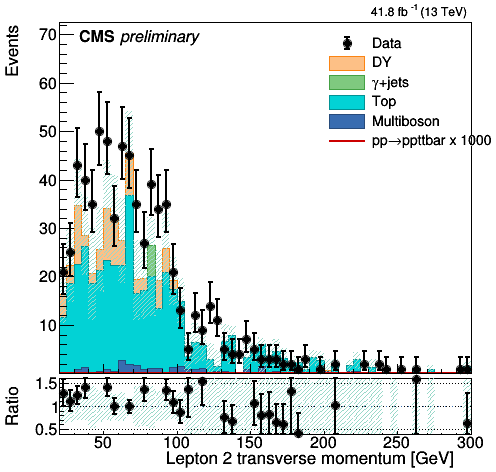 41.8 fb⁻¹ (13 TeV)
Events
70
60
50
40
30
20
10
CMS preliminary
Data
DY
γ+jets
Top
Multiboson
pp→ppttbar x 1000
Ratio
1.5
1
0.5
50 100 150 200 250 300
Lepton 2 transverse momentum [GeV]